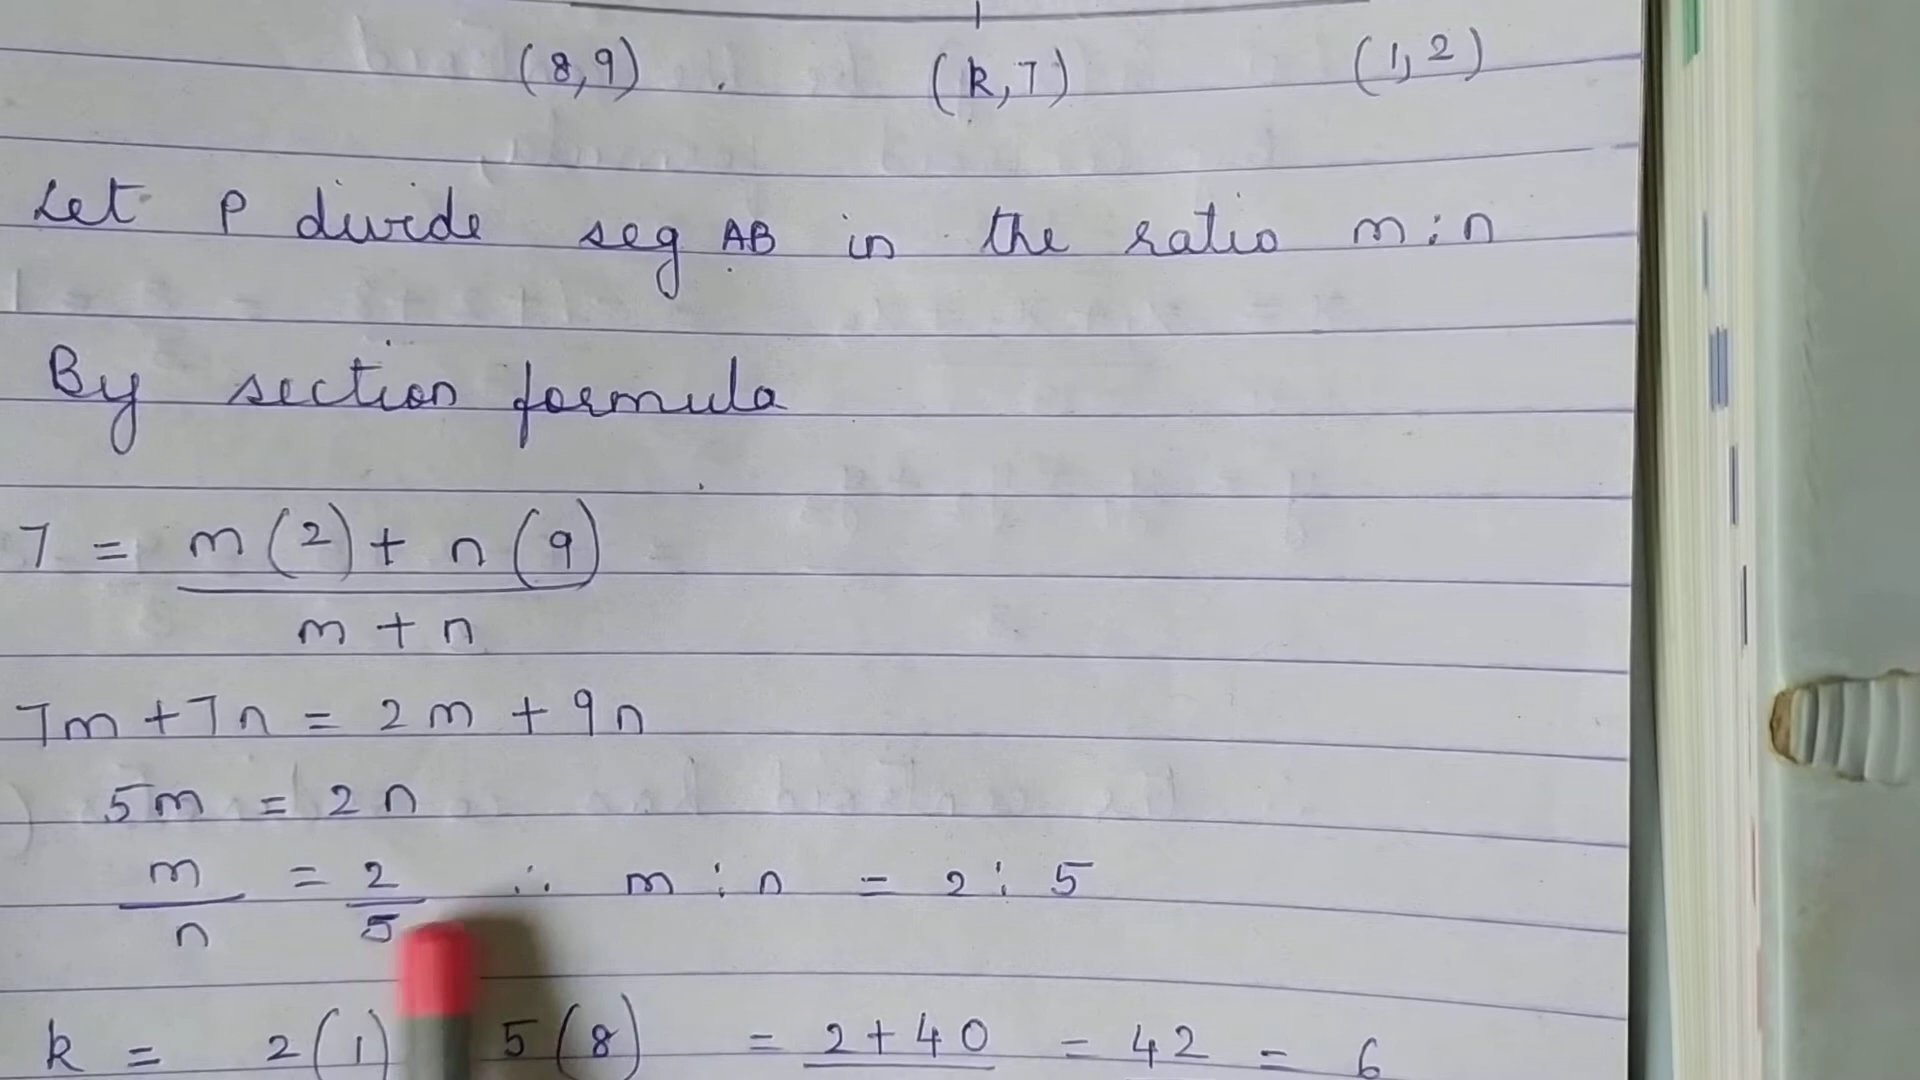 (8,9) (k,7) (1,2)
Let P divide seg AB in the ratio m:n
By section formula
7 = m(2) + n(9)
m + n
7m + 7n = 2m + 9n
5m = 2n
m = 2 ∴ m : n = 2 : 5
n 5
k = 2(1) 5(8) = 2 + 40 = 42 = 6